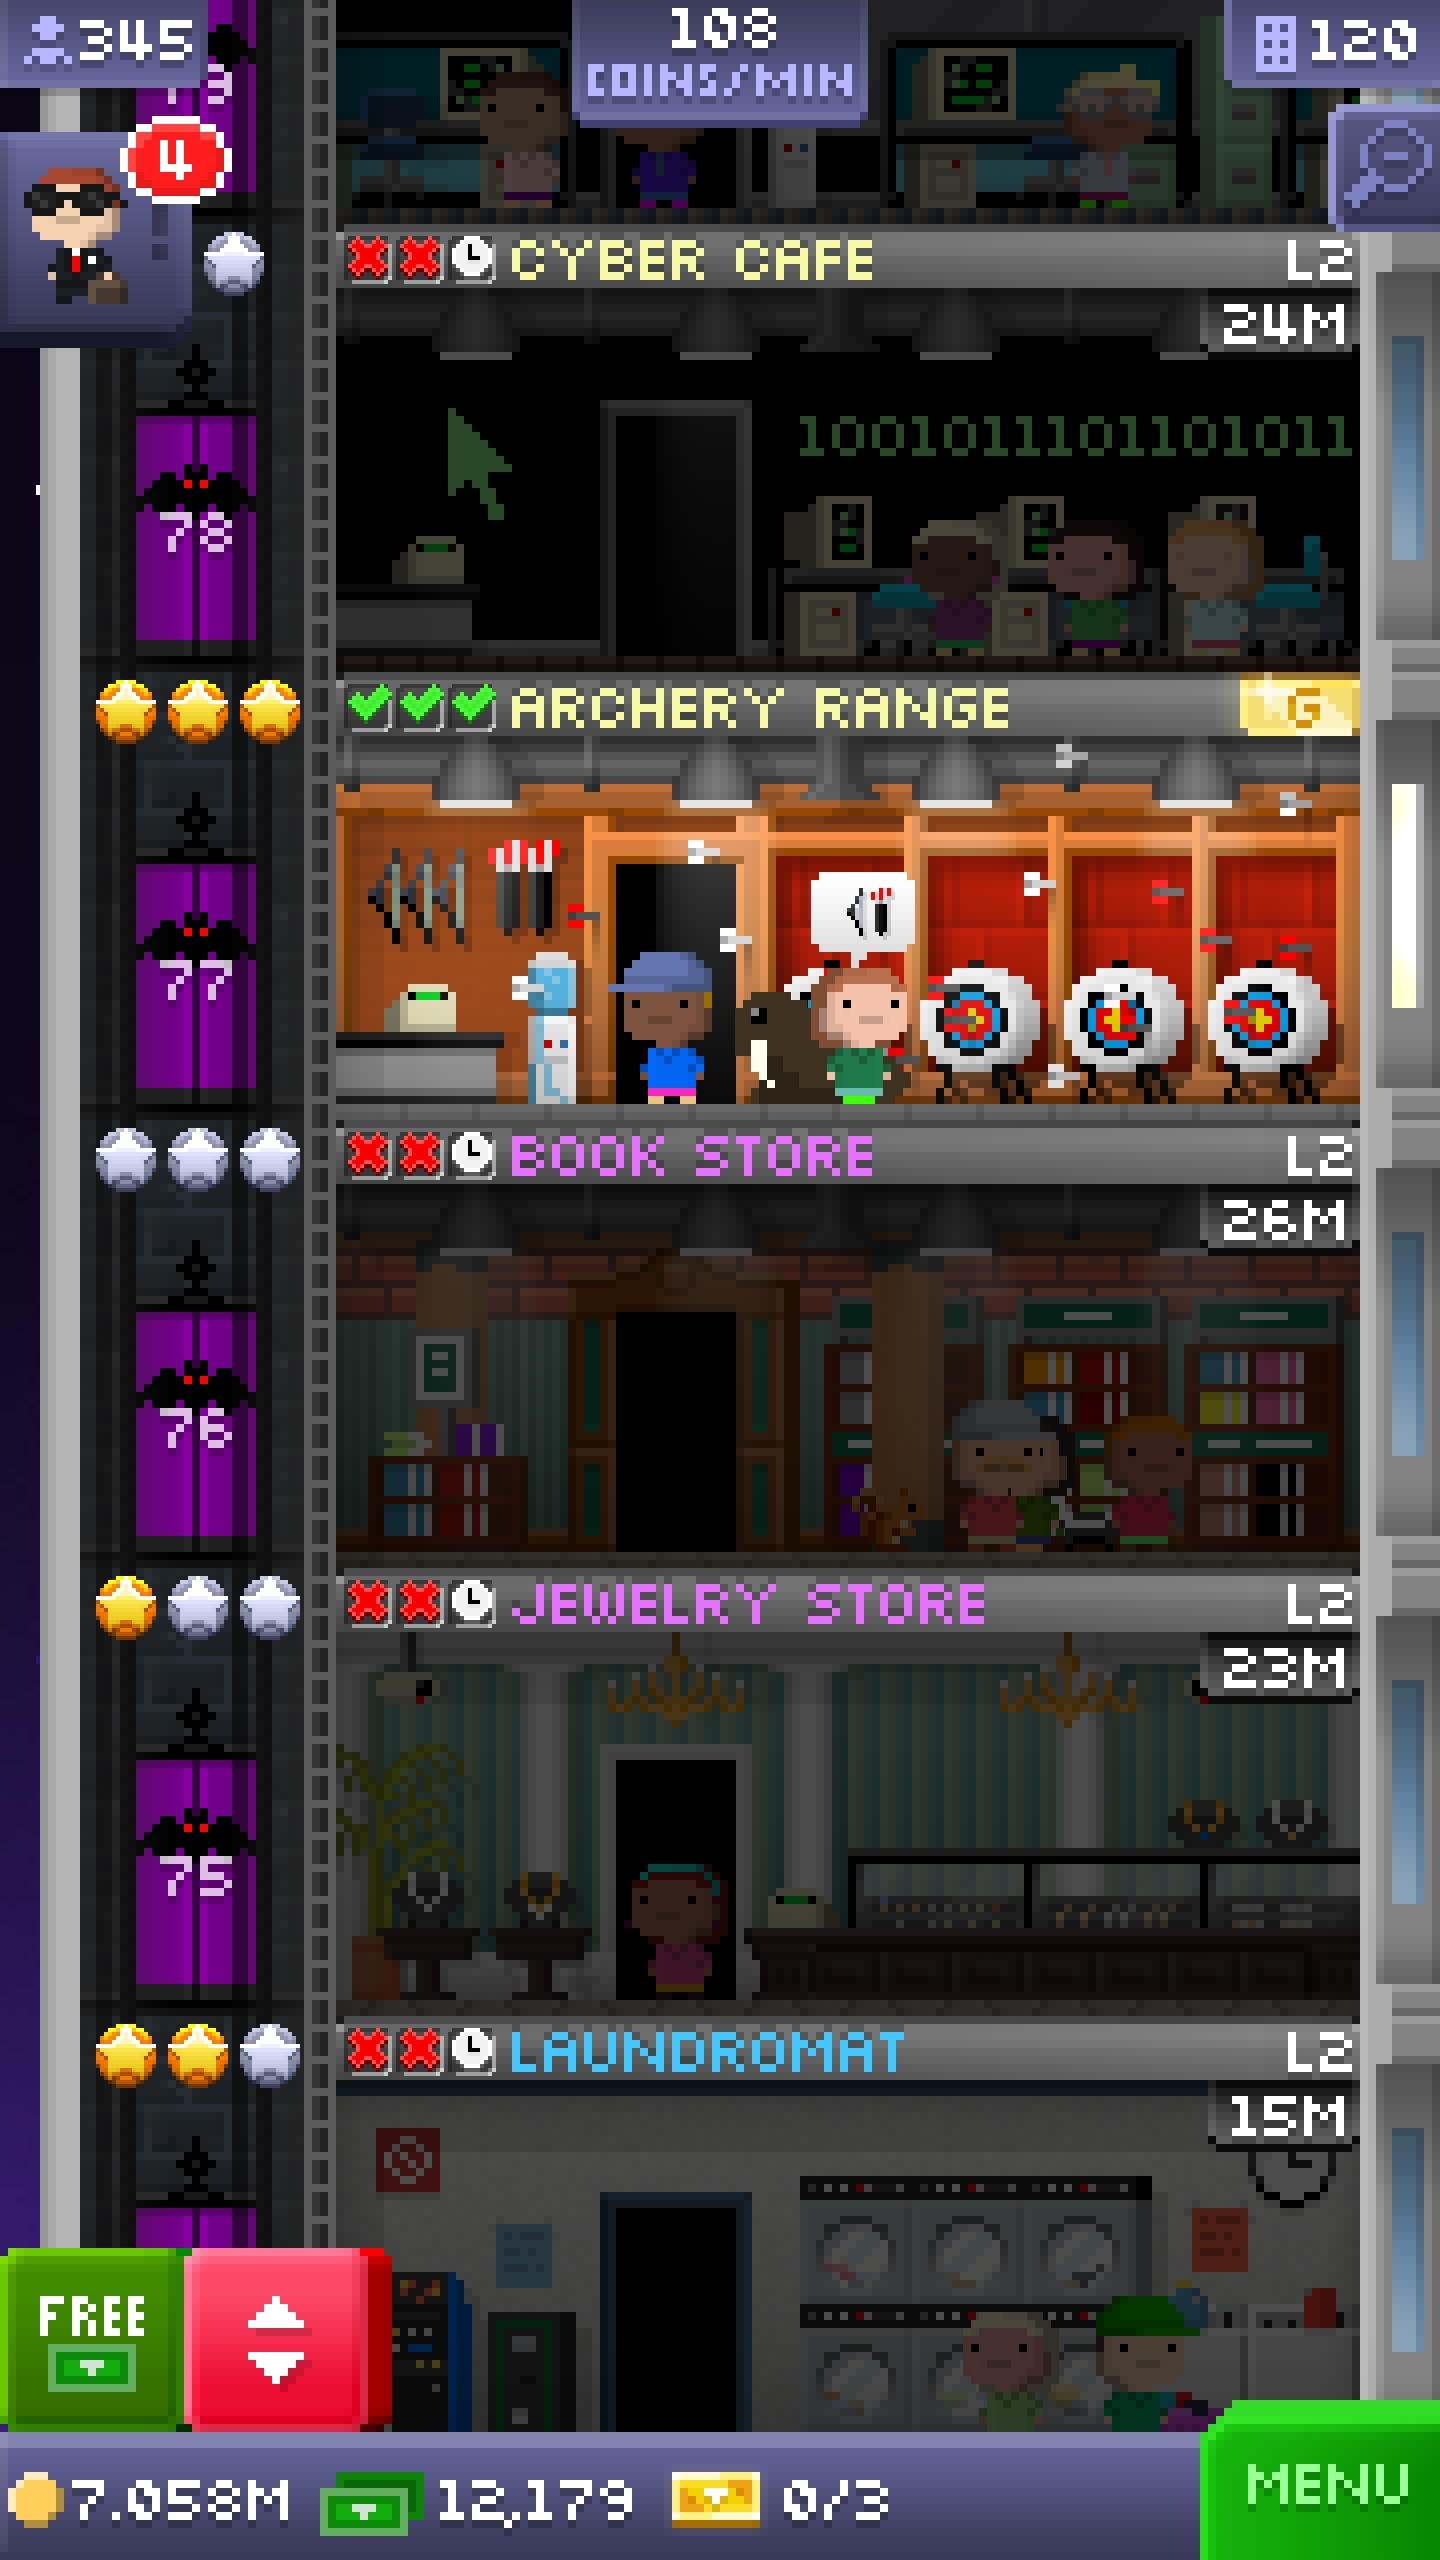 345
108
COINS/MIN
120
4
CYBER CAFE L2
24M
1001011101101011
78
ARCHERY RANGE G
77
BOOK STORE L2
26M
76
JEWELRY STORE L2
23M
75
LAUNDROMAT L2
15M
FREE
7.058M 12,179 0/3
MENU